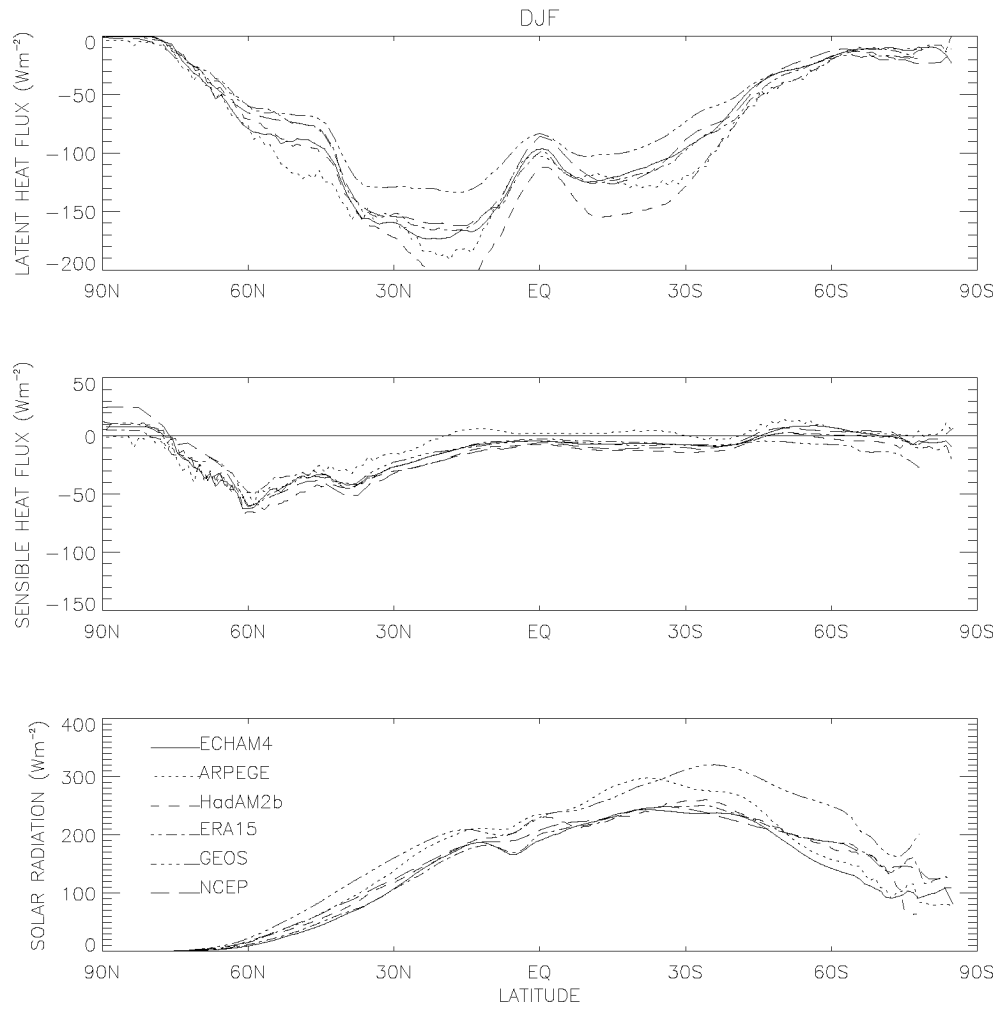 DJF
LATENT HEAT FLUX (Wm⁻²)
0
−50
−100
−150
−200
90N 60N 30N EQ 30S 60S 90S
SENSIBLE HEAT FLUX (Wm⁻²)
50
0
−50
−100
−150
90N 60N 30N EQ 30S 60S 90S
SOLAR RADIATION (Wm⁻²)
400
300
200
100
0
ECHAM4
ARPEGE
HadAM2b
ERA15
GEOS
NCEP
90N 60N 30N EQ 30S 60S 90S
LATITUDE